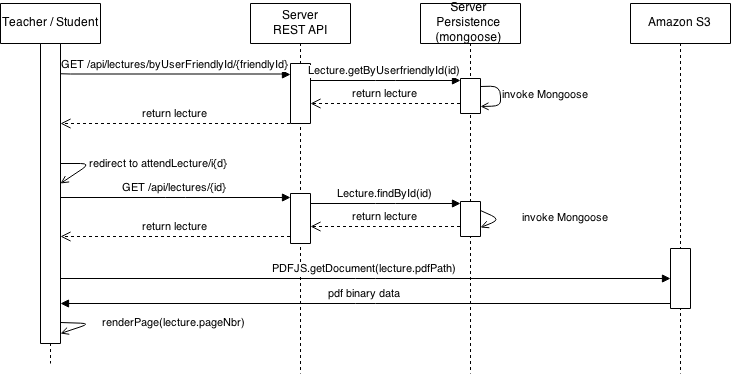 Teacher / Student
Server
REST API
Server
Persistence
(mongoose)
Amazon S3
GET /api/lectures/byUserFriendlyId/{friendlyId}
Lecture.getByUserfriendlyId(id)
return lecture
invoke Mongoose
return lecture
redirect to attendLecture/i{d}
GET /api/lectures/{id}
Lecture.findById(id)
return lecture
invoke Mongoose
return lecture
PDFJS.getDocument(lecture.pdfPath)
pdf binary data
renderPage(lecture.pageNbr)